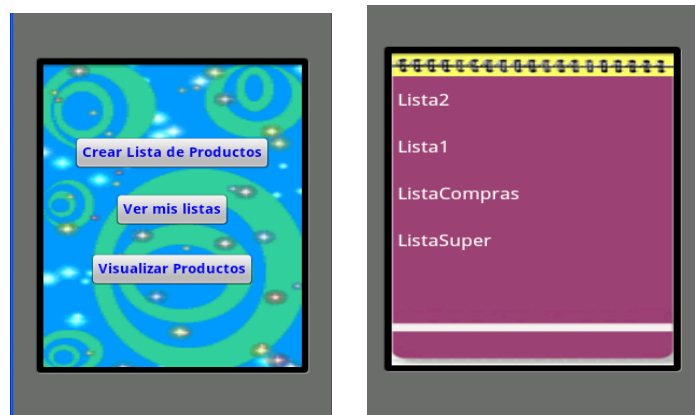 Crear Lista de Productos
Ver mis listas
Visualizar Productos
Lista2
Lista1
ListaCompras
ListaSuper